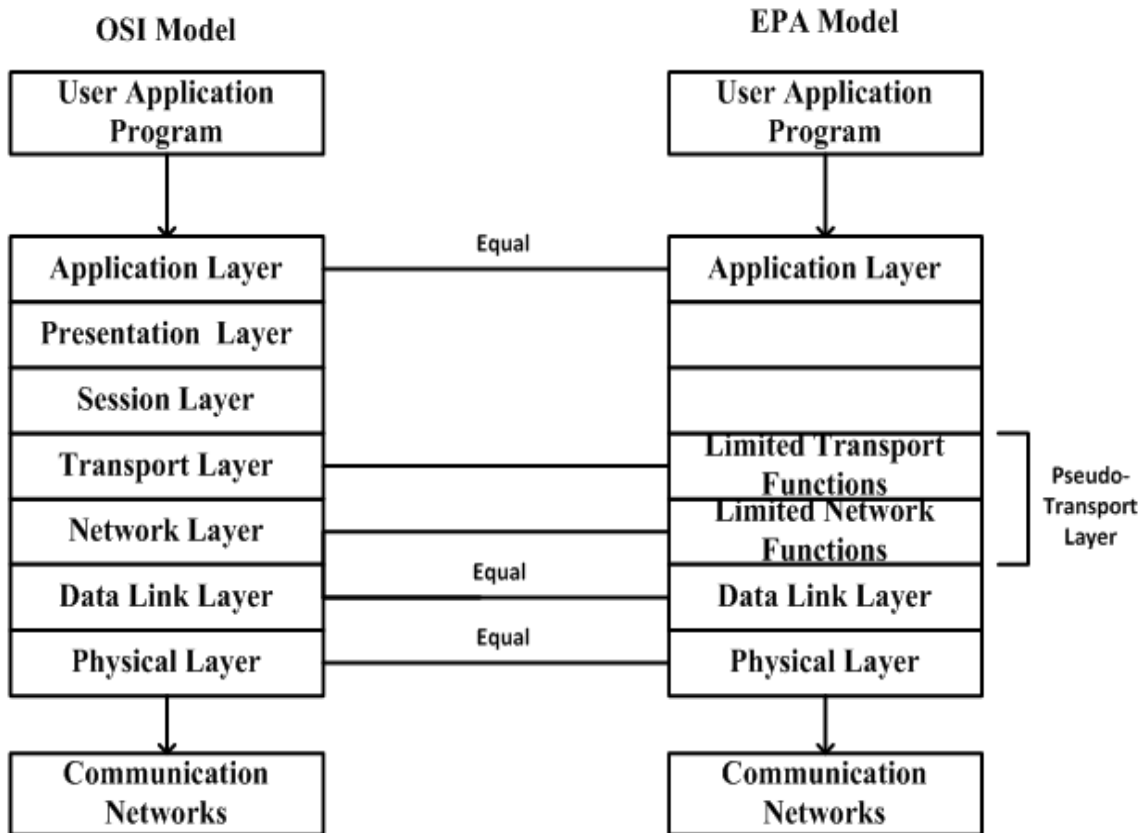 OSI Model
EPA Model
User Application
Program
User Application
Program
Equal
Application Layer
Application Layer
Presentation Layer
Session Layer
Transport Layer
Limited Transport
Functions
Pseudo-
Transport
Layer
Network Layer
Limited Network
Functions
Equal
Data Link Layer
Data Link Layer
Equal
Physical Layer
Physical Layer
Communication
Networks
Communication
Networks